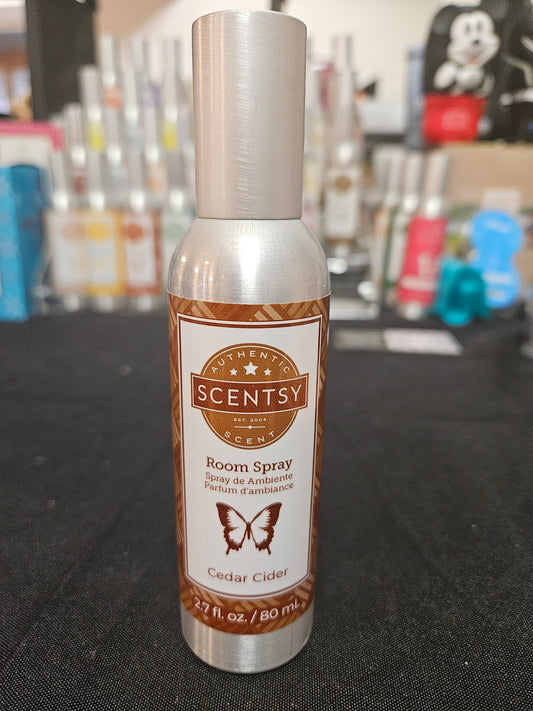 AUTHENTIC
SCENTSY
EST. 2004
SCENT
Room Spray
Spray de Ambiente
Parfum d'ambiance
Cedar Cider
2.7 fl. oz. / 80 mL